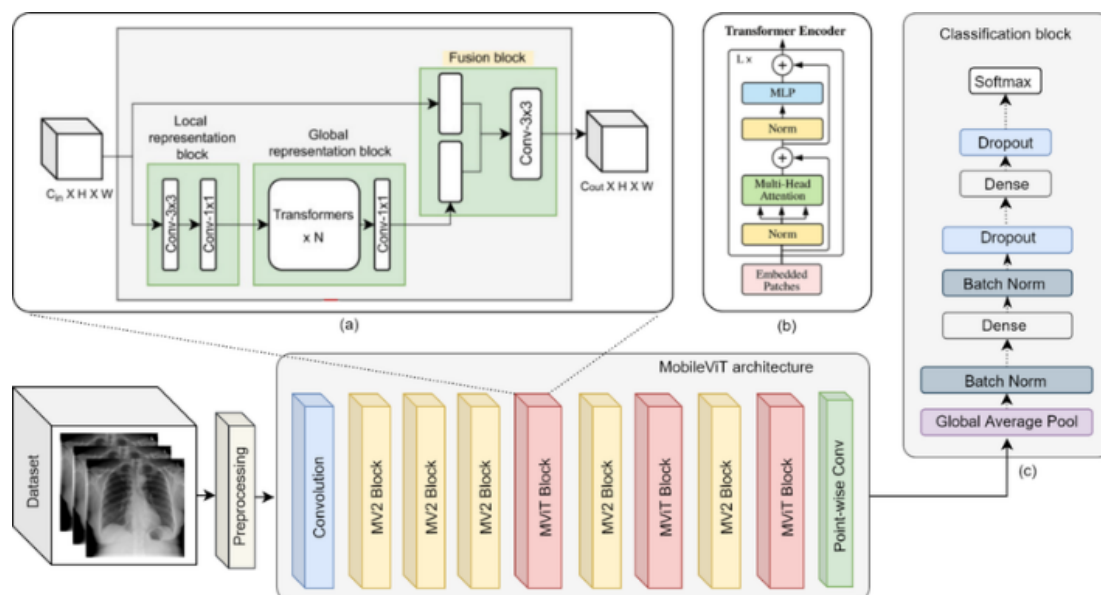 Fusion block
Local
representation
block
Global
representation block
C_in X H X W
Conv-3x3
Conv-1x1
Transformers
x N
Conv-1x1
Conv-3x3
C_out X H X W
(a)
Transformer Encoder
L x
+
MLP
Norm
+
Multi-Head
Attention
Norm
Embedded
Patches
(b)
Classification block
Softmax
Dropout
Dense
Dropout
Batch Norm
Dense
Batch Norm
Global Average Pool
(c)
MobileViT architecture
Dataset
Preprocessing
Convolution
MV2 Block
MV2 Block
MV2 Block
MViT Block
MV2 Block
MViT Block
MV2 Block
MViT Block
Point-wise Conv